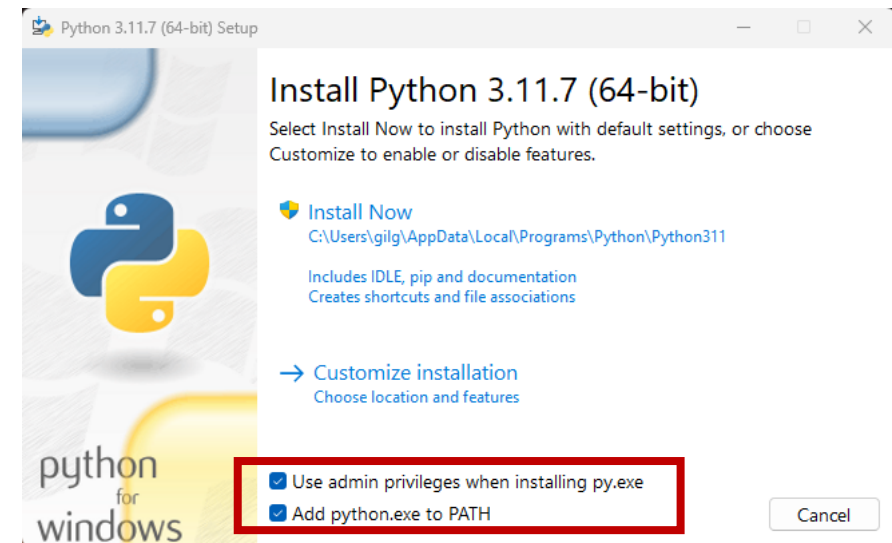 Python 3.11.7 (64-bit) Setup
Install Python 3.11.7 (64-bit)
Select Install Now to install Python with default settings, or choose
Customize to enable or disable features.
Install Now
C:\Users\gilg\AppData\Local\Programs\Python\Python311
Includes IDLE, pip and documentation
Creates shortcuts and file associations
Customize installation
Choose location and features
python
for
windows
Use admin privileges when installing py.exe
Add python.exe to PATH
Cancel